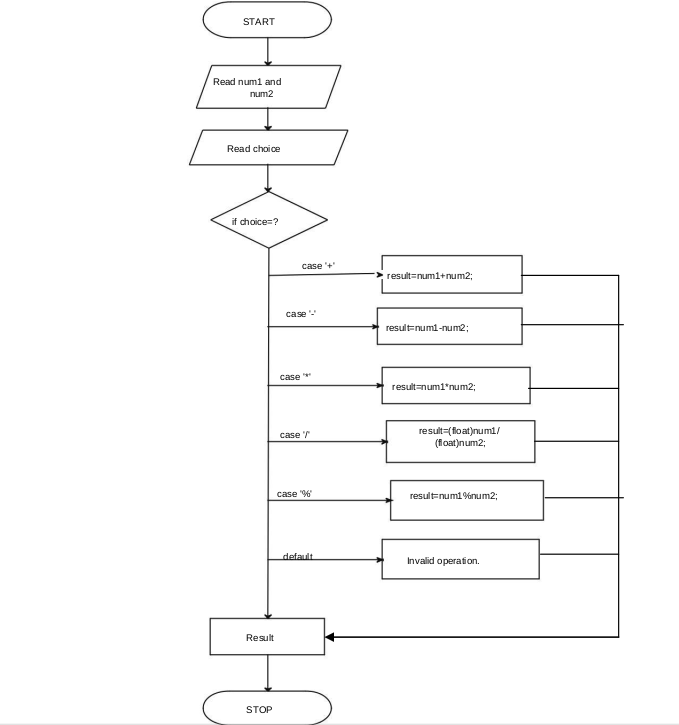 START
Read num1 and
num2
Read choice
if choice=?
case '+'
result=num1+num2;
case '-'
result=num1-num2;
case '*'
result=num1*num2;
case '/'
result=(float)num1/
(float)num2;
case '%'
result=num1%num2;
default
Invalid operation.
Result
STOP